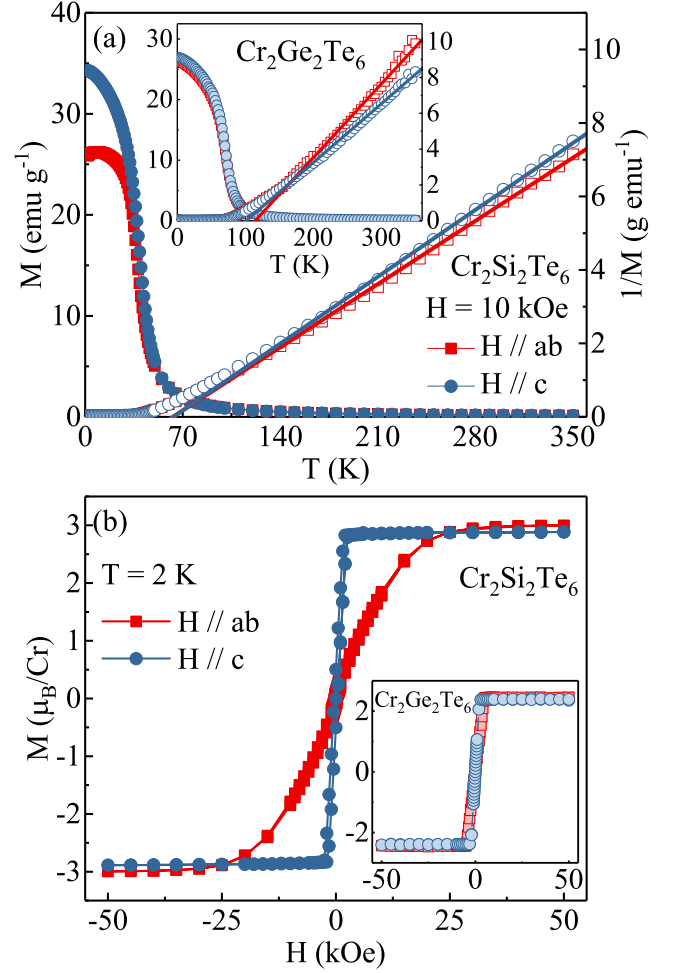 (a)
Cr2Ge2Te6
30
20
10
0
0 100 200 300
T (K)
10
8
6
4
2
0
40
30
20
10
0
M (emu g-1)
10
8
6
4
2
0
1/M (g emu-1)
Cr2Si2Te6
H = 10 kOe
H // ab
H // c
0 70 140 210 280 350
T (K)
(b)
T = 2 K
H // ab
H // c
Cr2Si2Te6
3
2
1
0
-1
-2
-3
M (μB/Cr)
Cr2Ge2Te6
2
0
-2
-50 0 50
-50 -25 0 25 50
H (kOe)